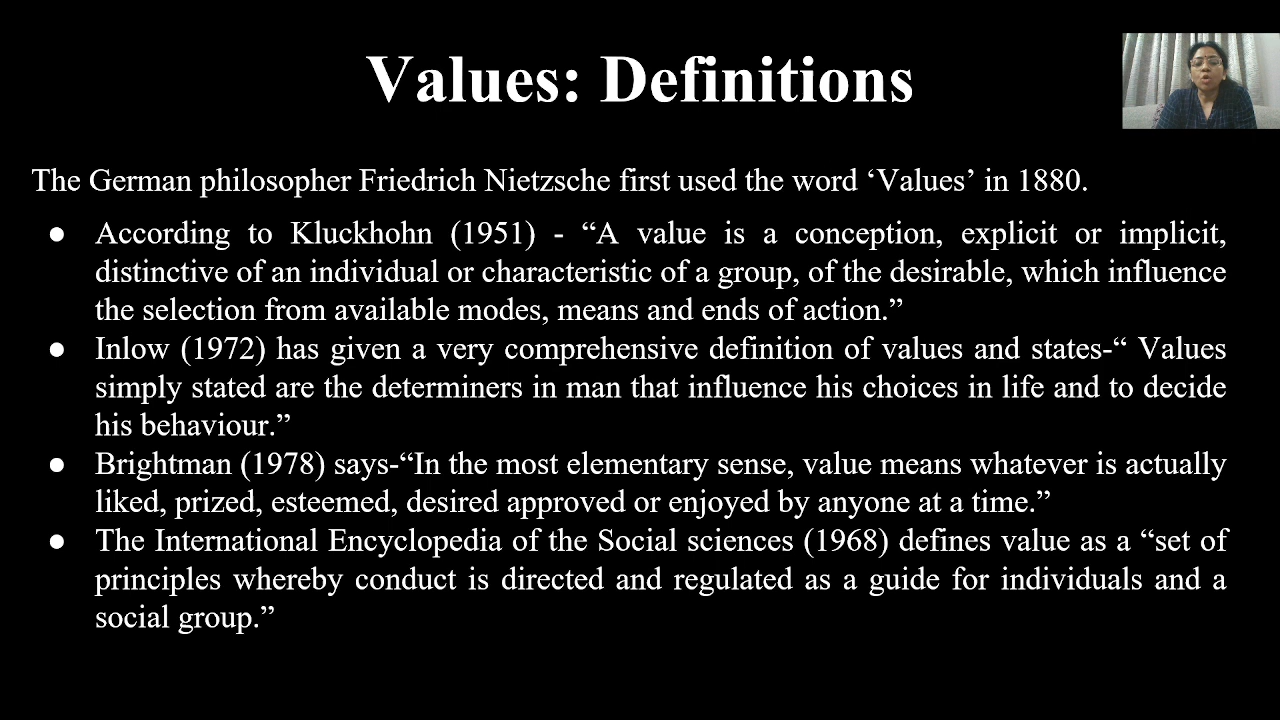 Values: Definitions
The German philosopher Friedrich Nietzsche first used the word ‘Values’ in 1880.
● According to Kluckhohn (1951) - “A value is a conception, explicit or implicit,
distinctive of an individual or characteristic of a group, of the desirable, which influence
the selection from available modes, means and ends of action.”
● Inlow (1972) has given a very comprehensive definition of values and states-“ Values
simply stated are the determiners in man that influence his choices in life and to decide
his behaviour.”
● Brightman (1978) says-“In the most elementary sense, value means whatever is actually
liked, prized, esteemed, desired approved or enjoyed by anyone at a time.”
● The International Encyclopedia of the Social sciences (1968) defines value as a “set of
principles whereby conduct is directed and regulated as a guide for individuals and a
social group.”